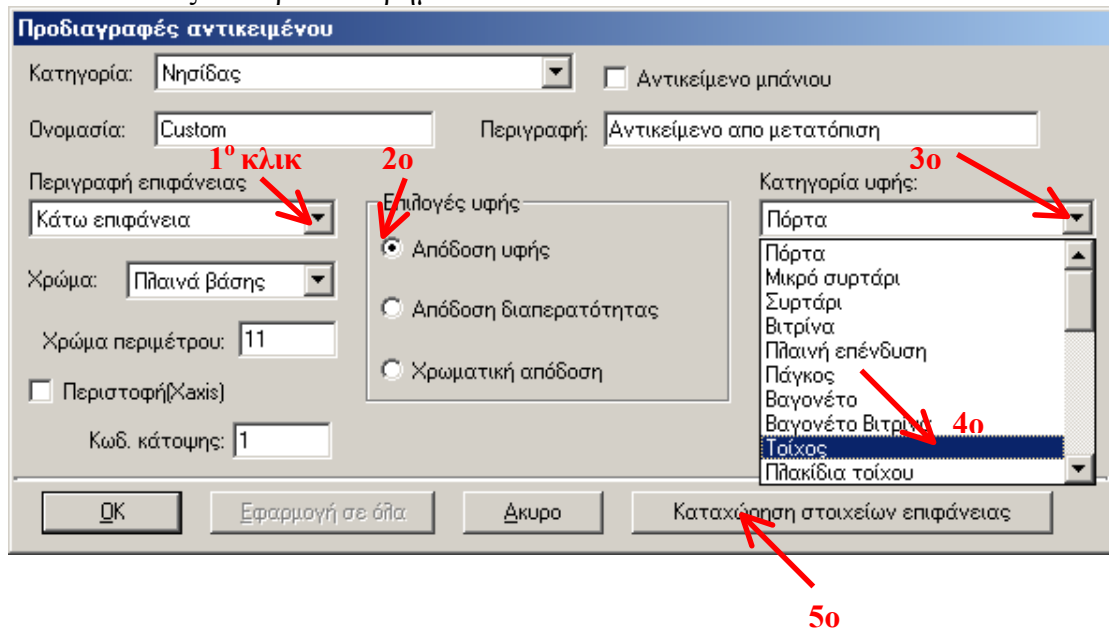 Προδιαγραφές αντικειμένου
Κατηγορία: Νησίδας Αντικείμενο μπάνιου
Ονομασία: Custom Περιγραφή: Αντικείμενο απο μετατόπιση
1ο κλικ 2ο 3ο
Περιγραφή επιφάνειας Επιλογές υφής Κατηγορία υφής:
Κάτω επιφάνεια Πόρτα
Απόδοση υφής
Πόρτα
Μικρό συρτάρι
Χρώμα: Πλαινά βάσης
Συρτάρι
Απόδοση διαπερατότητας
Βιτρίνα
Χρώμα περιμέτρου: 11
Πλαινή επένδυση
Χρωματική απόδοση
Πάγκος
Περιστοφή(Xaxis)
Βαγονέτο
Βαγονέτο Βιτρίνα 4ο
Κωδ. κάτοψης: 1
Τοίχος
Πλακίδια τοίχου
OK Εφαρμογή σε όλα Ακυρο Καταχώρηση στοιχείων επιφάνειας
5ο